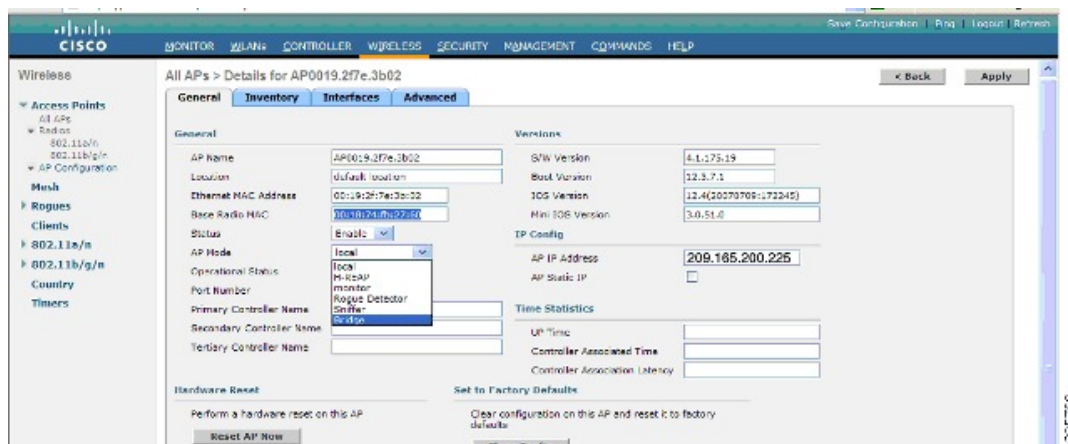 Save Configuration | Ping | Logout | Refresh
CISCO
MONITOR WLANs CONTROLLER WIRELESS SECURITY MANAGEMENT COMMANDS HELP
Wireless
All APs > Details for AP0019.2f7e.3b02
< Back
Apply
General Inventory Interfaces Advanced
Access Points
All APs
Radios
802.11a/n
802.11b/g/n
AP Configuration
Mesh
Rogues
Clients
802.11a/n
802.11b/g/n
Country
Timers
General
AP Name AP0019.2f7e.3b02
Location default location
Ethernet MAC Address 00:19:2f:7e:3b:02
Base Radio MAC
Status Enable
AP Mode local
local
H-REAP
monitor
Rogue Detector
Sniffer
Bridge
Operational Status
Port Number
Primary Controller Name
Secondary Controller Name
Tertiary Controller Name
Versions
S/W Version 4.1.175.19
Boot Version 12.3.7.1
IOS Version 12.4(20070709:172245)
Mini IOS Version 3.0.51.0
IP Config
AP IP Address 209.165.200.225
AP Static IP
Time Statistics
UP Time
Controller Associated Time
Controller Association Latency
Hardware Reset
Perform a hardware reset on this AP
Reset AP Now
Set to Factory Defaults
Clear configuration on this AP and reset it to factory
defaults